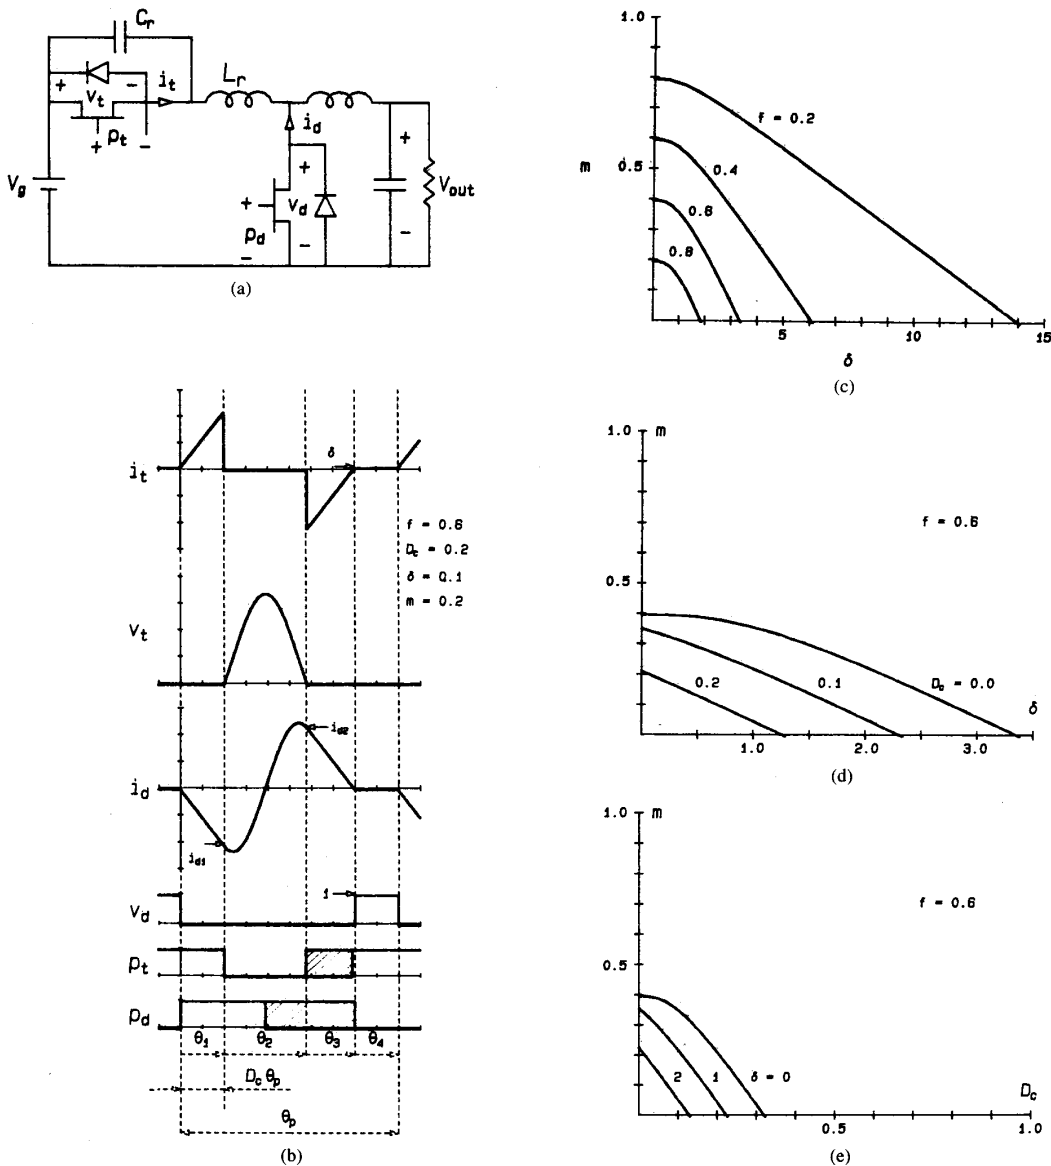 C_r
+ − i_t L_r
v_t
p_t
+ −
i_d
V_g
+ v_d −
p_d
+
−
+
−
V_out
−
(a)
1.0
m 0.5
f = 0.2
0.4
0.6
0.8
5 10 15
δ
(c)
i_t
δ
f = 0.6
D_c = 0.2
δ = 0.1
m = 0.2
v_t
i_d
i_d2
i_d1
v_d
1
p_t
p_d
θ_1 θ_2 θ_3 θ_4
D_c θ_p
θ_p
(b)
1.0 m
f = 0.6
0.5
0.2 0.1 D_c = 0.0
δ
1.0 2.0 3.0
(d)
1.0 m
f = 0.6
0.5
2 1 δ = 0
D_c
0.5 1.0
(e)